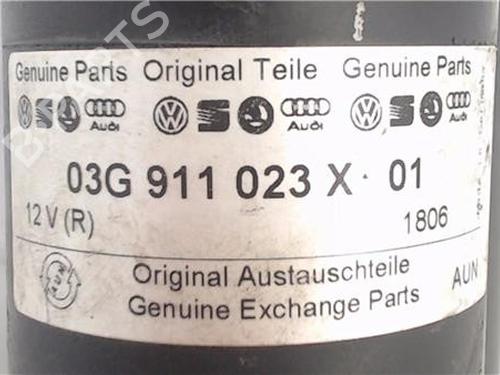 Genuine Parts Original Teile Genuine Parts
Audi Audi Audi
03G 911 023 X 01
12 V (R) 1806
Original Austauschteile AUN
Genuine Exchange Parts